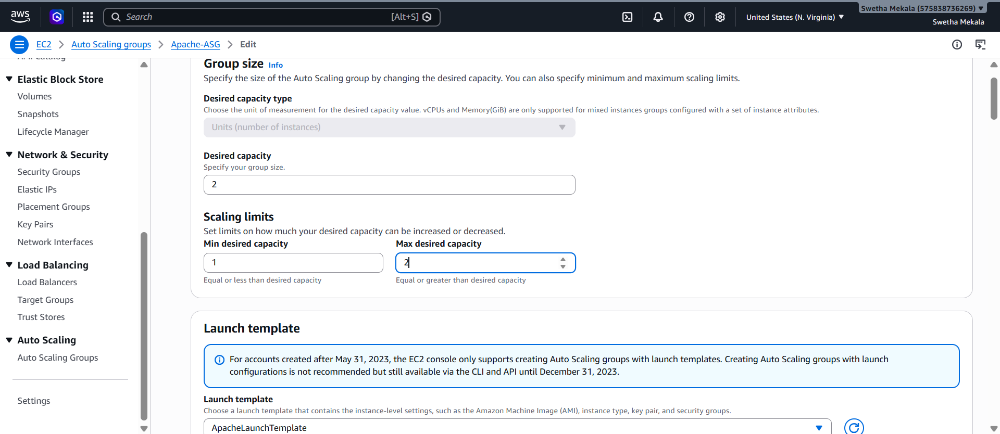 aws
Search
[Alt+S]
United States (N. Virginia)
Swetha Mekala (575838736269)
Swetha Mekala
EC2
Auto Scaling groups
Apache-ASG
Edit
Elastic Block Store
Volumes
Snapshots
Lifecycle Manager
Network & Security
Security Groups
Elastic IPs
Placement Groups
Key Pairs
Network Interfaces
Load Balancing
Load Balancers
Target Groups
Trust Stores
Auto Scaling
Auto Scaling Groups
Settings
Group size Info
Specify the size of the Auto Scaling group by changing the desired capacity. You can also specify minimum and maximum scaling limits.
Desired capacity type
Choose the unit of measurement for the desired capacity value. vCPUs and Memory(GiB) are only supported for mixed instances groups configured with a set of instance attributes.
Units (number of instances)
Desired capacity
Specify your group size.
2
Scaling limits
Set limits on how much your desired capacity can be increased or decreased.
Min desired capacity
1
Equal or less than desired capacity
Max desired capacity
2
Equal or greater than desired capacity
Launch template
For accounts created after May 31, 2023, the EC2 console only supports creating Auto Scaling groups with launch templates. Creating Auto Scaling groups with launch
configurations is not recommended but still available via the CLI and API until December 31, 2023.
Launch template
Choose a launch template that contains the instance-level settings, such as the Amazon Machine Image (AMI), instance type, key pair, and security groups.
ApacheLaunchTemplate